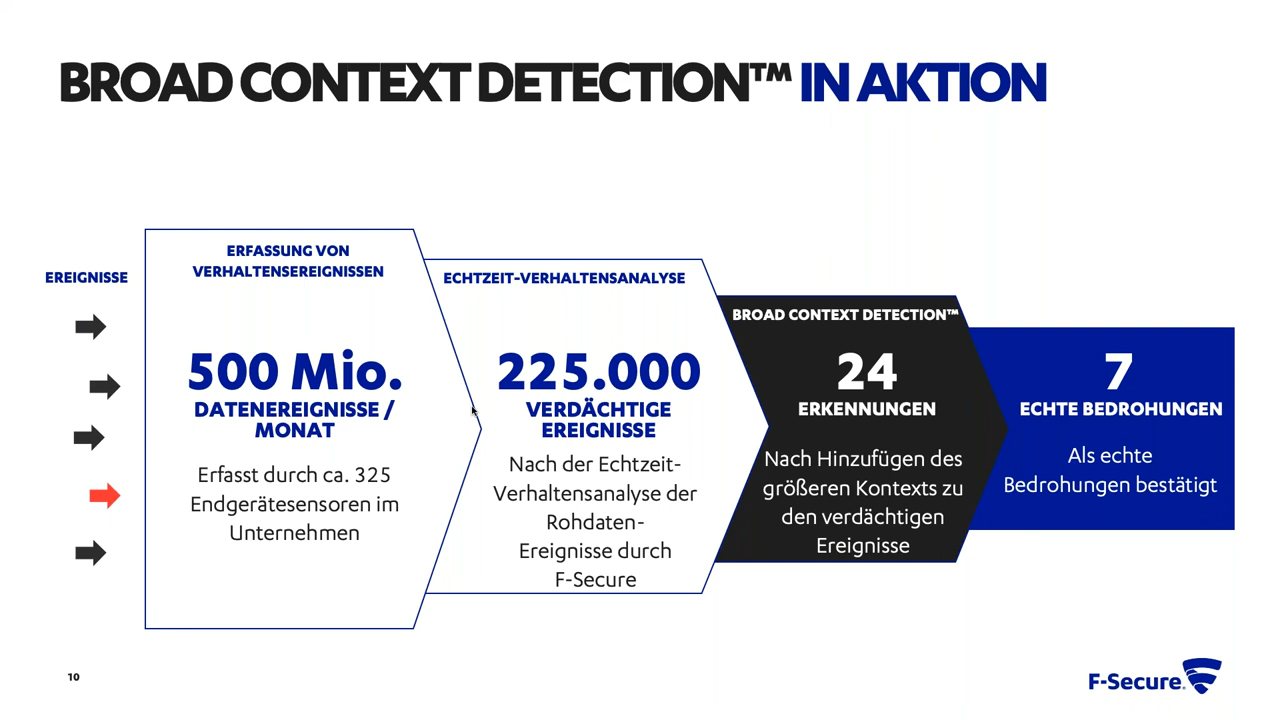 BROAD CONTEXT DETECTION™ IN AKTION
EREIGNISSE
ERFASSUNG VON
VERHALTENSEREIGNISSEN
500 Mio.
DATENEREIGNISSE /
MONAT
Erfasst durch ca. 325
Endgerätesensoren im
Unternehmen
ECHTZEIT-VERHALTENSANALYSE
225.000
VERDÄCHTIGE
EREIGNISSE
Nach der Echtzeit-
Verhaltensanalyse der
Rohdaten-
Ereignisse durch
F-Secure
BROAD CONTEXT DETECTION™
24
ERKENNUNGEN
Nach Hinzufügen des
größeren Kontexts zu
den verdächtigen
Ereignisse
7
ECHTE BEDROHUNGEN
Als echte
Bedrohungen bestätigt
10
F-Secure.